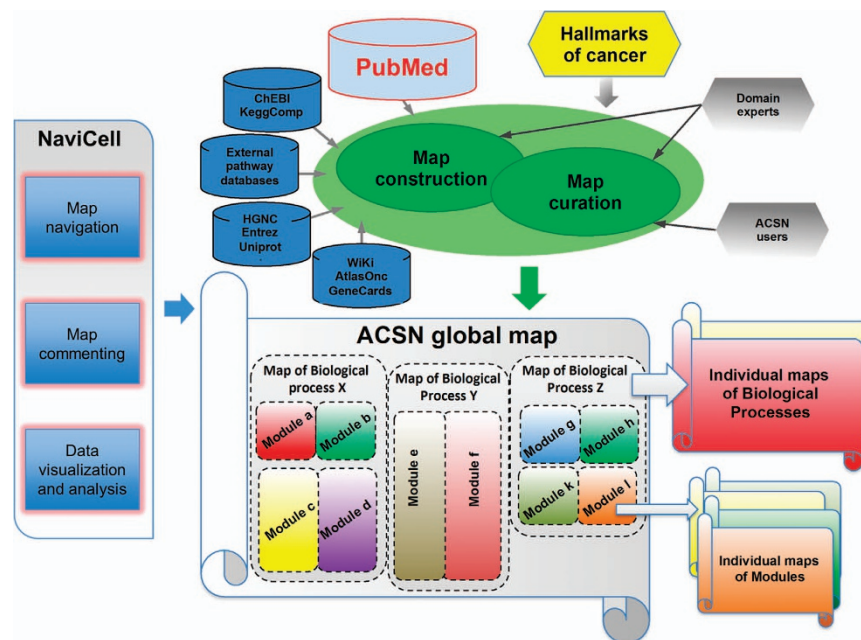 Hallmarks
of cancer
PubMed
ChEBI
KeggComp
Domain
experts
NaviCell
External
pathway
databases
Map
construction
Map
curation
Map
navigation
HGNC
Entrez
Uniprot
.
ACSN
users
WiKi
AtlasOnc
GeneCards
Map
commenting
ACSN global map
Map of Biological
process X
Map of Biological
Process Y
Map of Biological
Process Z
Individual maps
of Biological
Processes
Module a
Module b
Module c
Module d
Module e
Module f
Module g
Module h
Module k
Module l
Data
visualization
and analysis
Individual maps
of Modules